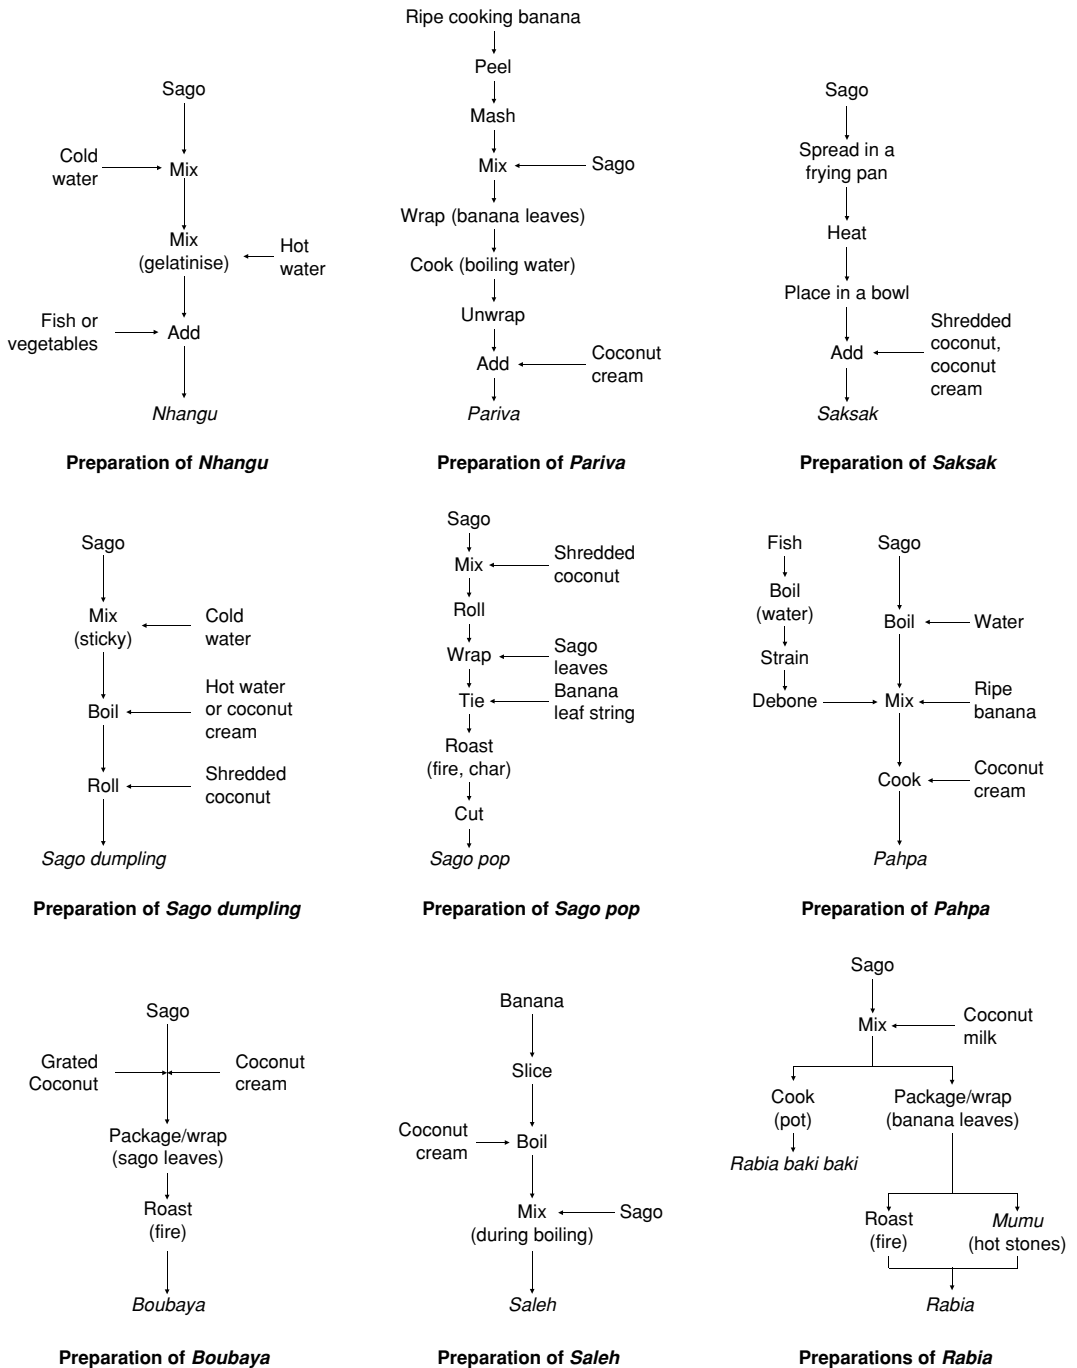 Sago
Cold
water
Mix
Mix
(gelatinise)
Hot
water
Fish or
vegetables
Add
Nhangu
Preparation of Nhangu
Ripe cooking banana
Peel
Mash
Mix
Sago
Wrap (banana leaves)
Cook (boiling water)
Unwrap
Add
Coconut
cream
Pariva
Preparation of Pariva
Sago
Spread in a
frying pan
Heat
Place in a bowl
Add
Shredded
coconut,
coconut
cream
Saksak
Preparation of Saksak
Sago
Mix
(sticky)
Cold
water
Boil
Hot water
or coconut
cream
Roll
Shredded
coconut
Sago dumpling
Preparation of Sago dumpling
Sago
Mix
Shredded
coconut
Roll
Wrap
Sago
leaves
Tie
Banana
leaf string
Roast
(fire, char)
Cut
Sago pop
Preparation of Sago pop
Fish
Boil
(water)
Strain
Debone
Sago
Boil
Water
Mix
Ripe
banana
Cook
Coconut
cream
Pahpa
Preparation of Pahpa
Sago
Grated
Coconut
Coconut
cream
Package/wrap
(sago leaves)
Roast
(fire)
Boubaya
Preparation of Boubaya
Banana
Slice
Coconut
cream
Boil
Mix
(during boiling)
Sago
Saleh
Preparation of Saleh
Sago
Mix
Coconut
milk
Cook
(pot)
Rabia baki baki
Package/wrap
(banana leaves)
Roast
(fire)
Mumu
(hot stones)
Rabia
Preparations of Rabia